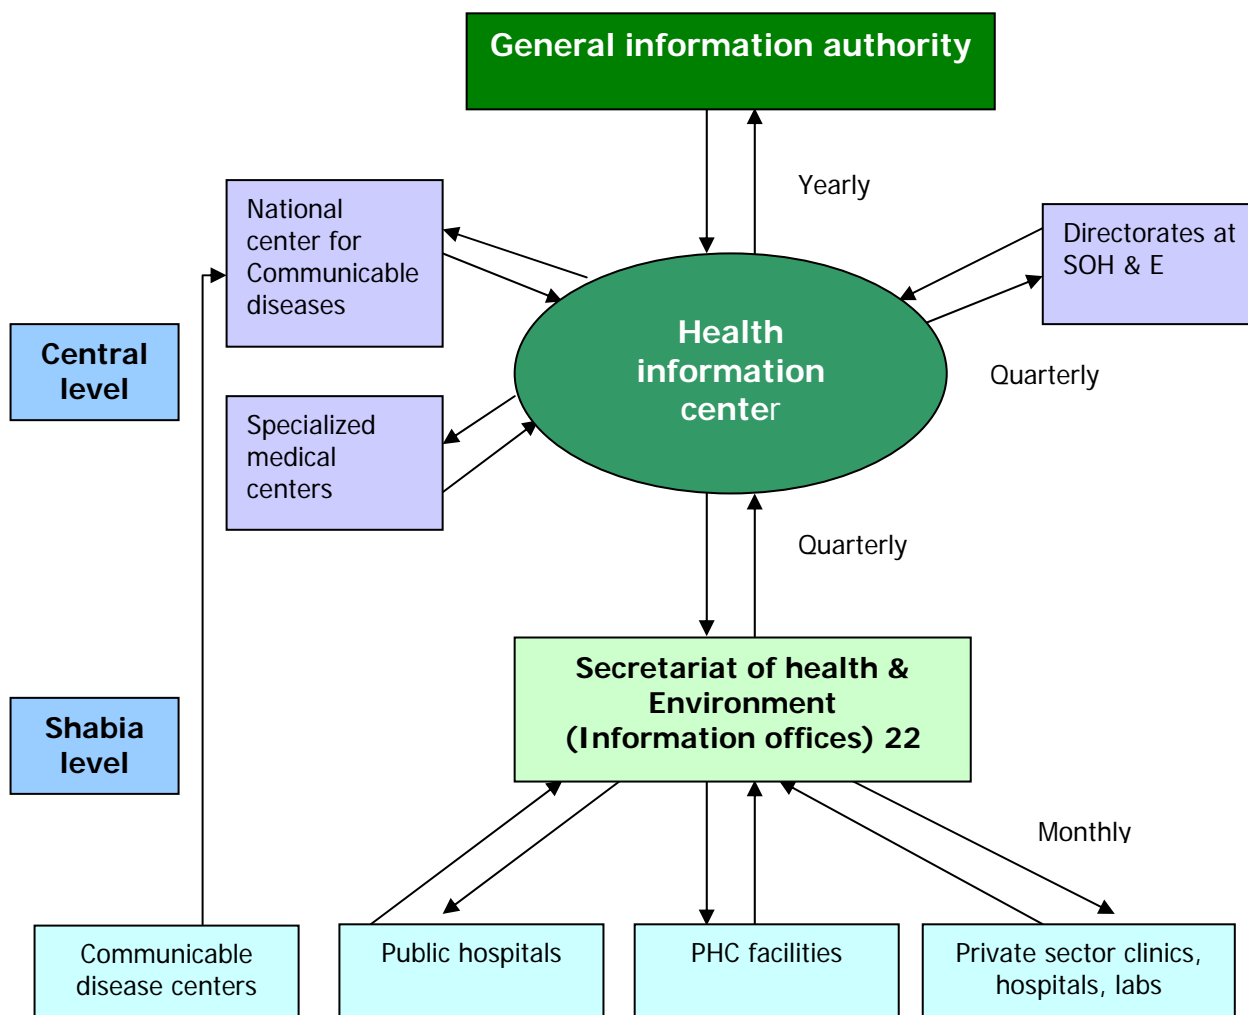 General information authority
Yearly
National
center for
Communicable
diseases
Directorates at
SOH & E
Central
level
Health
information
center
Quarterly
Specialized
medical
centers
Quarterly
Shabia
level
Secretariat of health &
Environment
(Information offices) 22
Monthly
Communicable
disease centers
Public hospitals
PHC facilities
Private sector clinics,
hospitals, labs